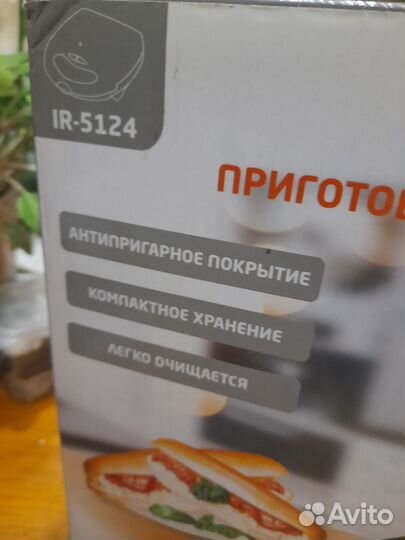 IR-5124
ПРИГОТОВ
АНТИПРИГАРНОЕ ПОКРЫТИЕ
КОМПАКТНОЕ ХРАНЕНИЕ
ЛЕГКО ОЧИЩАЕТСЯ
Avito